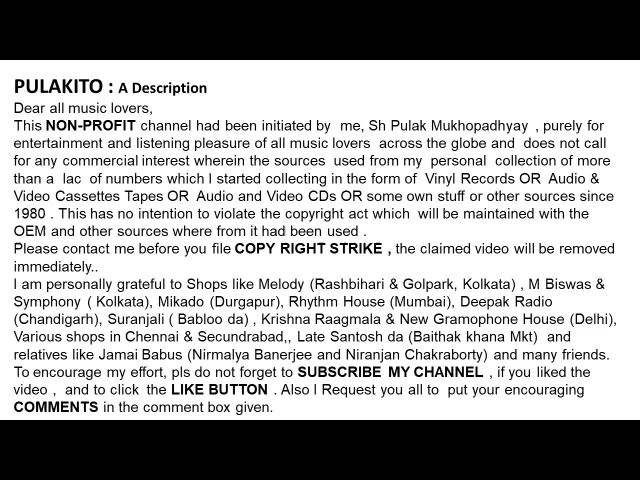 PULAKITO : A Description
Dear all music lovers,
This NON-PROFIT channel had been initiated by me, Sh Pulak Mukhopadhyay , purely for
entertainment and listening pleasure of all music lovers across the globe and does not call
for any commercial interest wherein the sources used from my personal collection of more
than a lac of numbers which I started collecting in the form of Vinyl Records OR Audio &
Video Cassettes Tapes OR Audio and Video CDs OR some own stuff or other sources since
1980 . This has no intention to violate the copyright act which will be maintained with the
OEM and other sources where from it had been used .
Please contact me before you file COPY RIGHT STRIKE , the claimed video will be removed
immediately..
I am personally grateful to Shops like Melody (Rashbihari & Golpark, Kolkata) , M Biswas &
Symphony ( Kolkata), Mikado (Durgapur), Rhythm House (Mumbai), Deepak Radio
(Chandigarh), Suranjali ( Babloo da) , Krishna Raagmala & New Gramophone House (Delhi),
Various shops in Chennai & Secundrabad,, Late Santosh da (Baithak khana Mkt) and
relatives like Jamai Babus (Nirmalya Banerjee and Niranjan Chakraborty) and many friends.
To encourage my effort, pls do not forget to SUBSCRIBE MY CHANNEL , if you liked the
video , and to click the LIKE BUTTON . Also I Request you all to put your encouraging
COMMENTS in the comment box given.